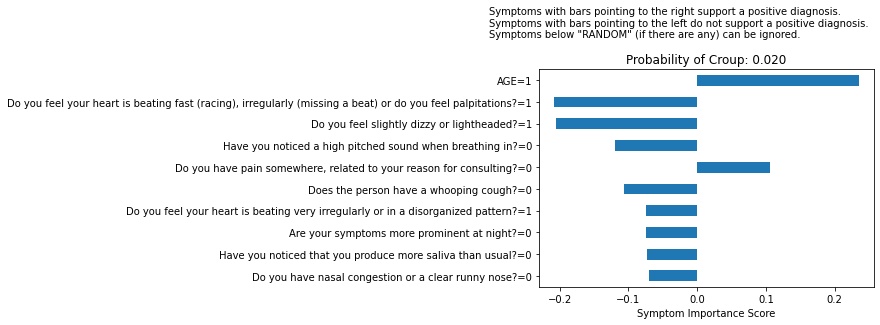 Symptoms with bars pointing to the right support a positive diagnosis.
Symptoms with bars pointing to the left do not support a positive diagnosis.
Symptoms below "RANDOM" (if there are any) can be ignored.
Probability of Croup: 0.020
AGE=1
Do you feel your heart is beating fast (racing), irregularly (missing a beat) or do you feel palpitations?=1
Do you feel slightly dizzy or lightheaded?=1
Have you noticed a high pitched sound when breathing in?=0
Do you have pain somewhere, related to your reason for consulting?=0
Does the person have a whooping cough?=0
Do you feel your heart is beating very irregularly or in a disorganized pattern?=1
Are your symptoms more prominent at night?=0
Have you noticed that you produce more saliva than usual?=0
Do you have nasal congestion or a clear runny nose?=0
−0.2 −0.1 0.0 0.1 0.2
Symptom Importance Score